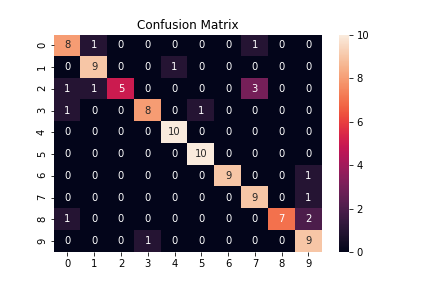 Confusion Matrix
0 8 1 0 0 0 0 0 1 0 0
1 0 9 0 0 1 0 0 0 0 0
2 1 1 5 0 0 0 0 3 0 0
3 1 0 0 8 0 1 0 0 0 0
4 0 0 0 0 10 0 0 0 0 0
5 0 0 0 0 0 10 0 0 0 0
6 0 0 0 0 0 0 9 0 0 1
7 0 0 0 0 0 0 0 9 0 1
8 1 0 0 0 0 0 0 0 7 2
9 0 0 0 1 0 0 0 0 0 9
0 1 2 3 4 5 6 7 8 9
10
8
6
4
2
0